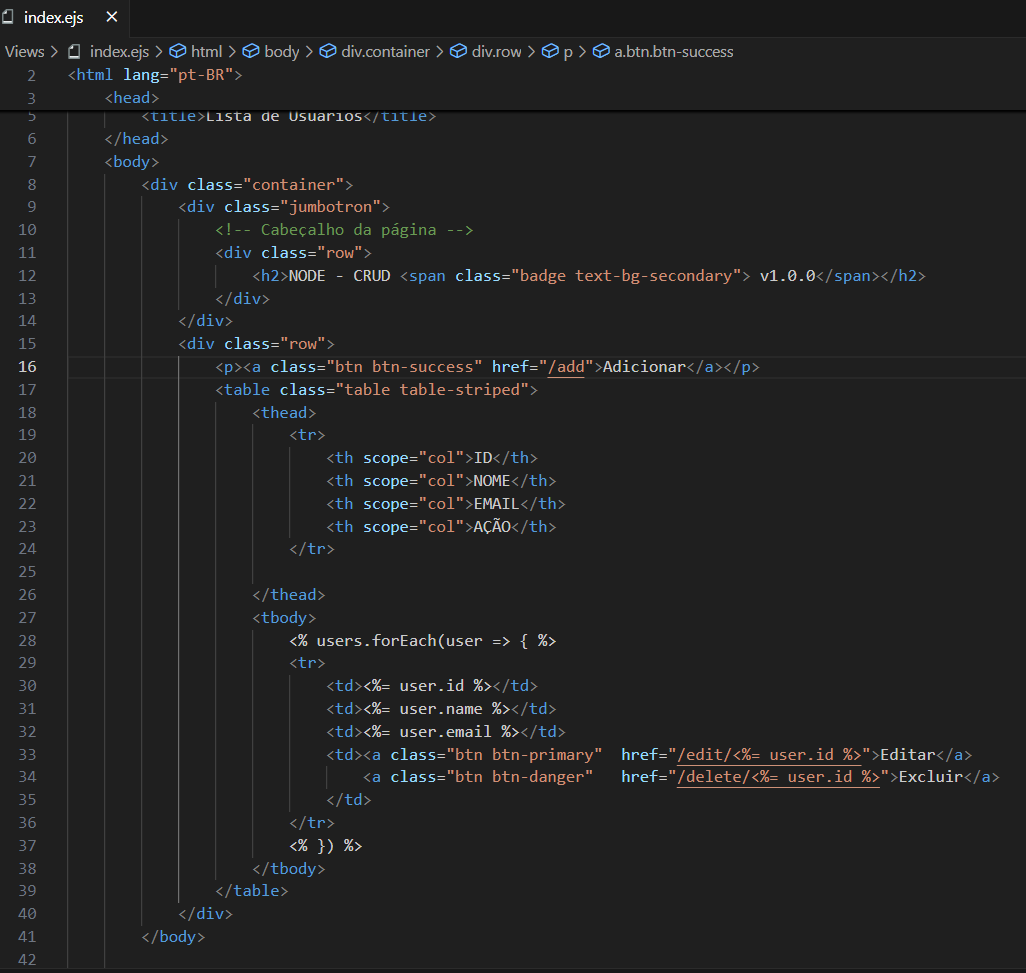 index.ejs ×
Views > index.ejs > html > body > div.container > div.row > p > a.btn.btn-success
2 <html lang="pt-BR">
3 <head>
5 <title>Lista de Usuarios</title>
6 </head>
7 <body>
8 <div class="container">
9 <div class="jumbotron">
10 <!-- Cabeçalho da página -->
11 <div class="row">
12 <h2>NODE - CRUD <span class="badge text-bg-secondary"> v1.0.0</span></h2>
13 </div>
14 </div>
15 <div class="row">
16 <p><a class="btn btn-success" href="/add">Adicionar</a></p>
17 <table class="table table-striped">
18 <thead>
19 <tr>
20 <th scope="col">ID</th>
21 <th scope="col">NOME</th>
22 <th scope="col">EMAIL</th>
23 <th scope="col">AÇÃO</th>
24 </tr>
25
26 </thead>
27 <tbody>
28 <% users.forEach(user => { %>
29 <tr>
30 <td><%= user.id %></td>
31 <td><%= user.name %></td>
32 <td><%= user.email %></td>
33 <td><a class="btn btn-primary"  href="/edit/<%= user.id %>">Editar</a>
34 <a class="btn btn-danger"   href="/delete/<%= user.id %>">Excluir</a>
35 </td>
36 </tr>
37 <% }) %>
38 </tbody>
39 </table>
40 </div>
41 </body>
42